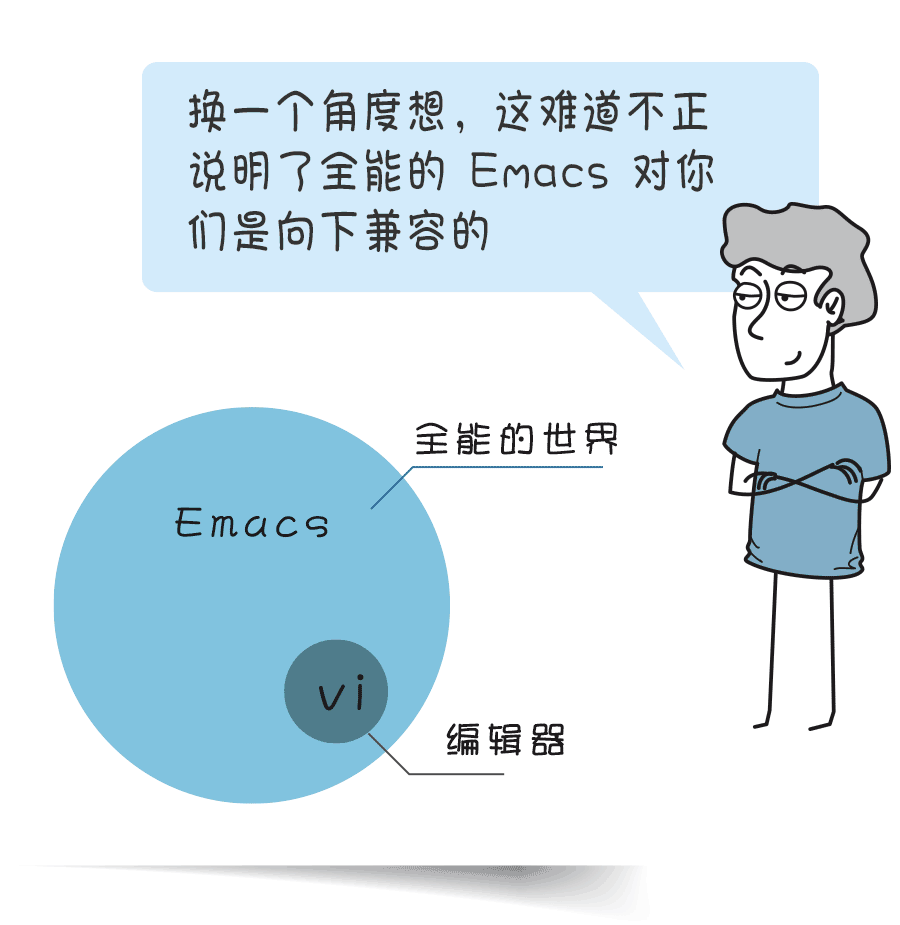 换一个角度想，这难道不正
说明了全能的 Emacs 对你
们是向下兼容的
全能的世界
Emacs
vi
编辑器